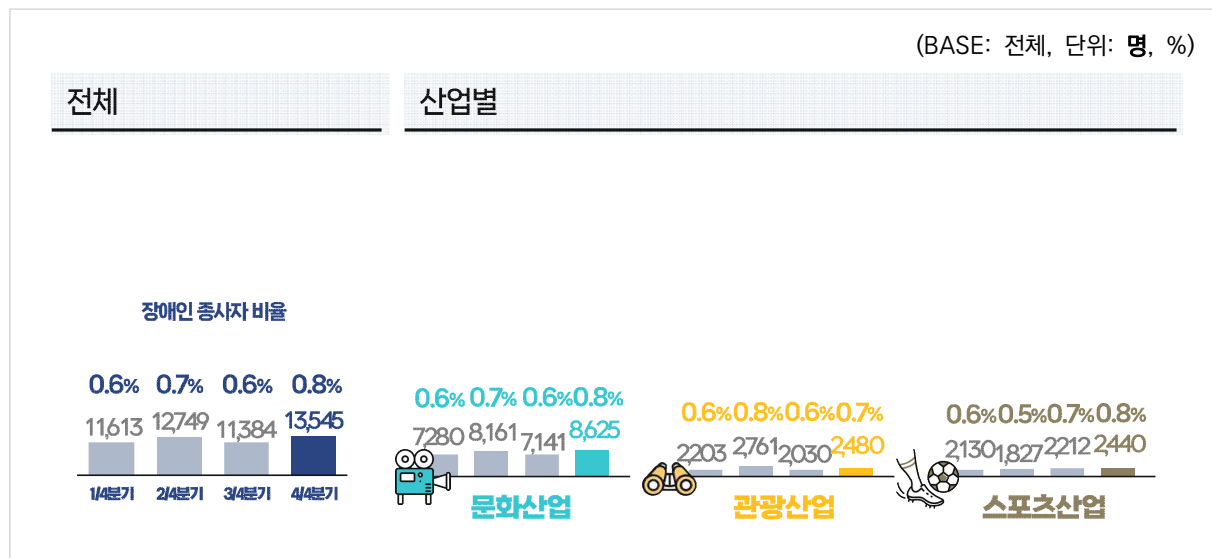 (BASE: 전체, 단위: 명, %)
전체
산업별
장애인 종사자 비율
0.6% 0.7% 0.6% 0.8%
11,613 12,749 11,384 13,545
1/4분기 2/4분기 3/4분기 4/4분기
0.6% 0.7% 0.6% 0.8%
7,280 8,161 7,141 8,625
문화산업
0.6% 0.8% 0.6% 0.7%
2,203 2,761 2,030 2,480
관광산업
0.6% 0.5% 0.7% 0.8%
2,130 1,827 2,212 2,440
스포츠산업